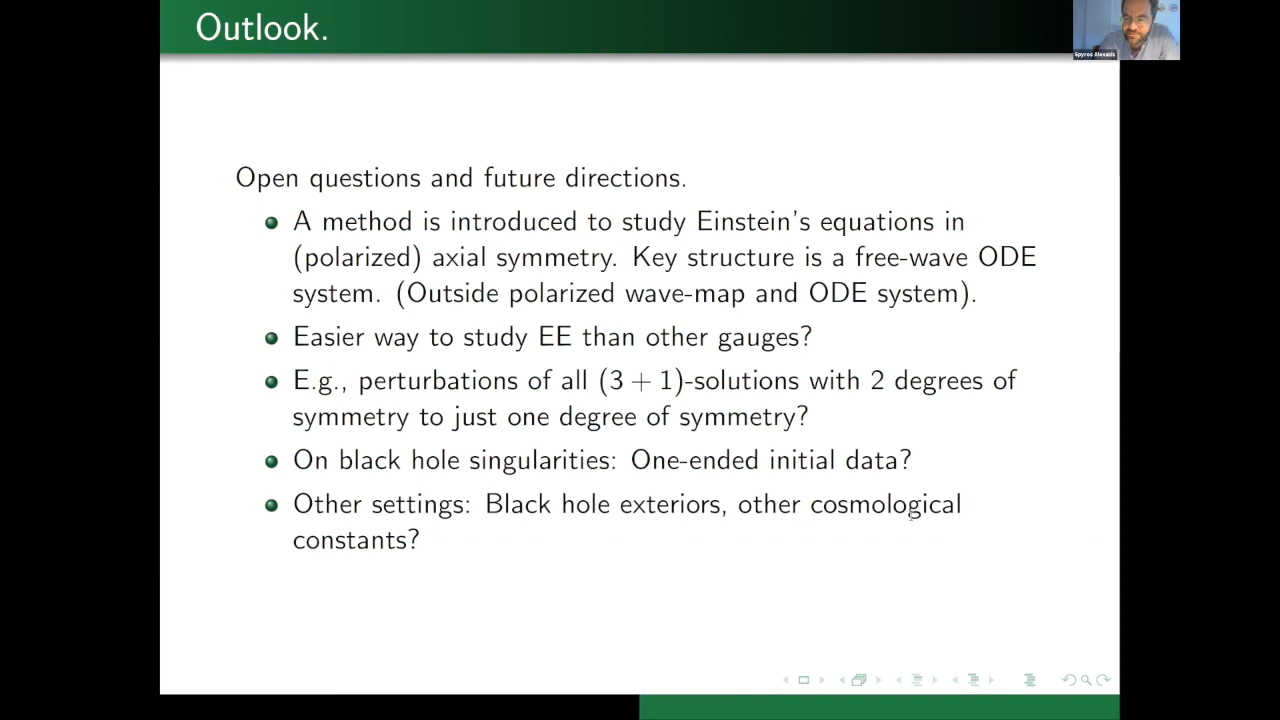 Outlook.
Spyros Alexakis
Open questions and future directions.
A method is introduced to study Einstein's equations in
(polarized) axial symmetry. Key structure is a free-wave ODE
system. (Outside polarized wave-map and ODE system).
Easier way to study EE than other gauges?
E.g., perturbations of all (3 + 1)-solutions with 2 degrees of
symmetry to just one degree of symmetry?
On black hole singularities: One-ended initial data?
Other settings: Black hole exteriors, other cosmological
constants?